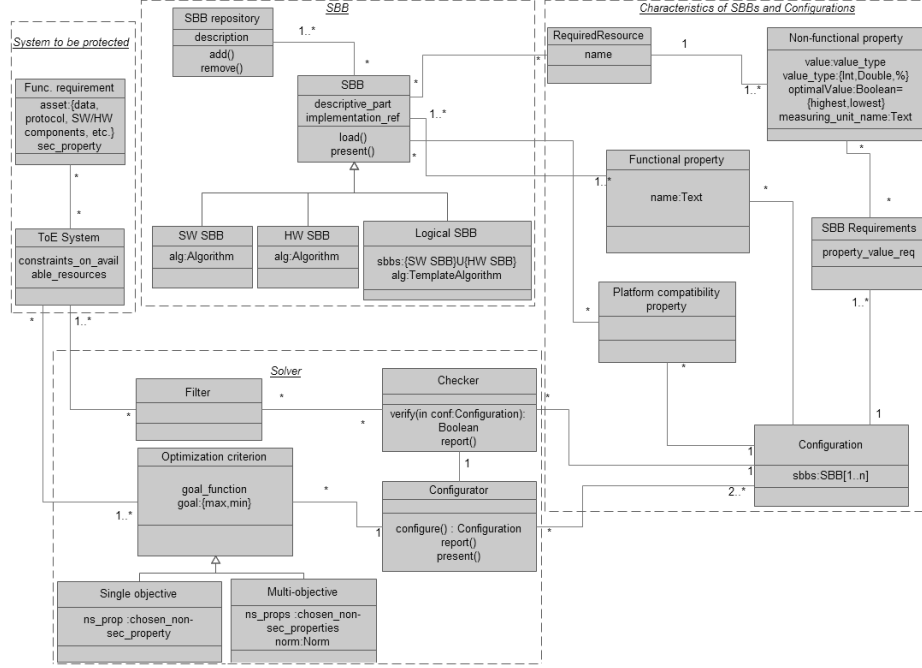 System to be protected
Func. requirement
asset:{data,
protocol, SW/HW
components, etc.}
sec_property
*
*
ToE System
constraints_on_avail
able_resources
*
1..*
SBB
SBB repository
description
add()
remove()
1..*
*
SBB
descriptive_part
implementation_ref
load()
present()
*
1..*
*
SW SBB
alg:Algorithm
HW SBB
alg:Algorithm
Logical SBB
sbbs:{SW SBB}U{HW SBB}
alg:TemplateAlgorithm
Characteristics of SBBs and Configurations
RequiredResource
name
*
1
1..*
Non-functional property
value:value_type
value_type:{Int,Double,%}
optimalValue:Boolean=
{highest,lowest}
measuring_unit_name:Text
*
*
Functional property
name:Text
1..*
*
SBB Requirements
property_value_req
1..*
1
Platform compatibility
property
*
*
Configuration
sbbs:SBB[1..n]
1
1
2..*
Solver
Filter
*
*
*
Checker
verify(in conf:Configuration):
Boolean
report()
*
1
Optimization criterion
goal_function
goal:{max,min}
1..*
*
1
Configurator
configure() : Configuration
report()
present()
*
Single objective
ns_prop :chosen_non-
sec_property
Multi-objective
ns_props :chosen_non-
sec_properties
norm:Norm